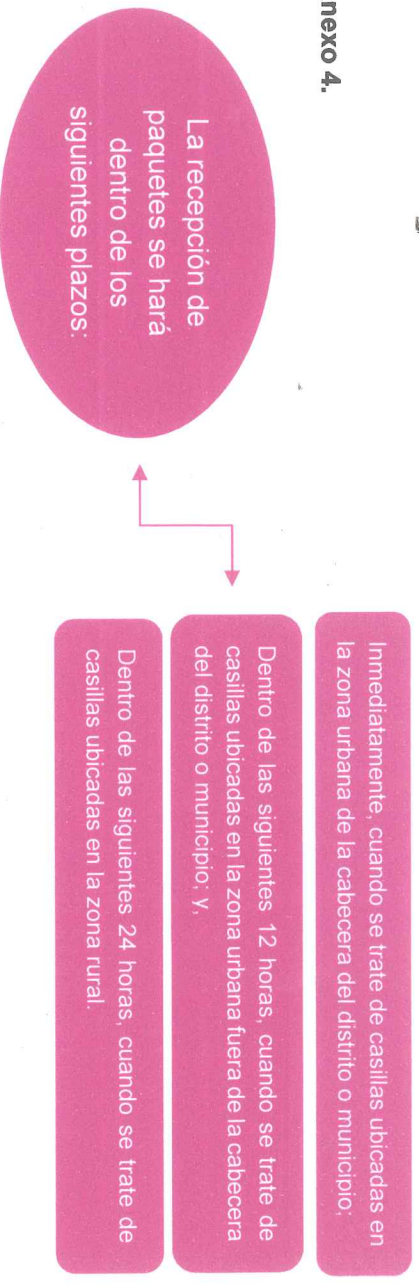 nexo 4.
La recepción de
paquetes se hará
dentro de los
siguientes plazos:
Inmediatamente, cuando se trate de casillas ubicadas en
la zona urbana de la cabecera del distrito o municipio;
Dentro de las siguientes 12 horas, cuando se trate de
casillas ubicadas en la zona urbana fuera de la cabecera
del distrito o municipio; y,
Dentro de las siguientes 24 horas, cuando se trate de
casillas ubicadas en la zona rural.